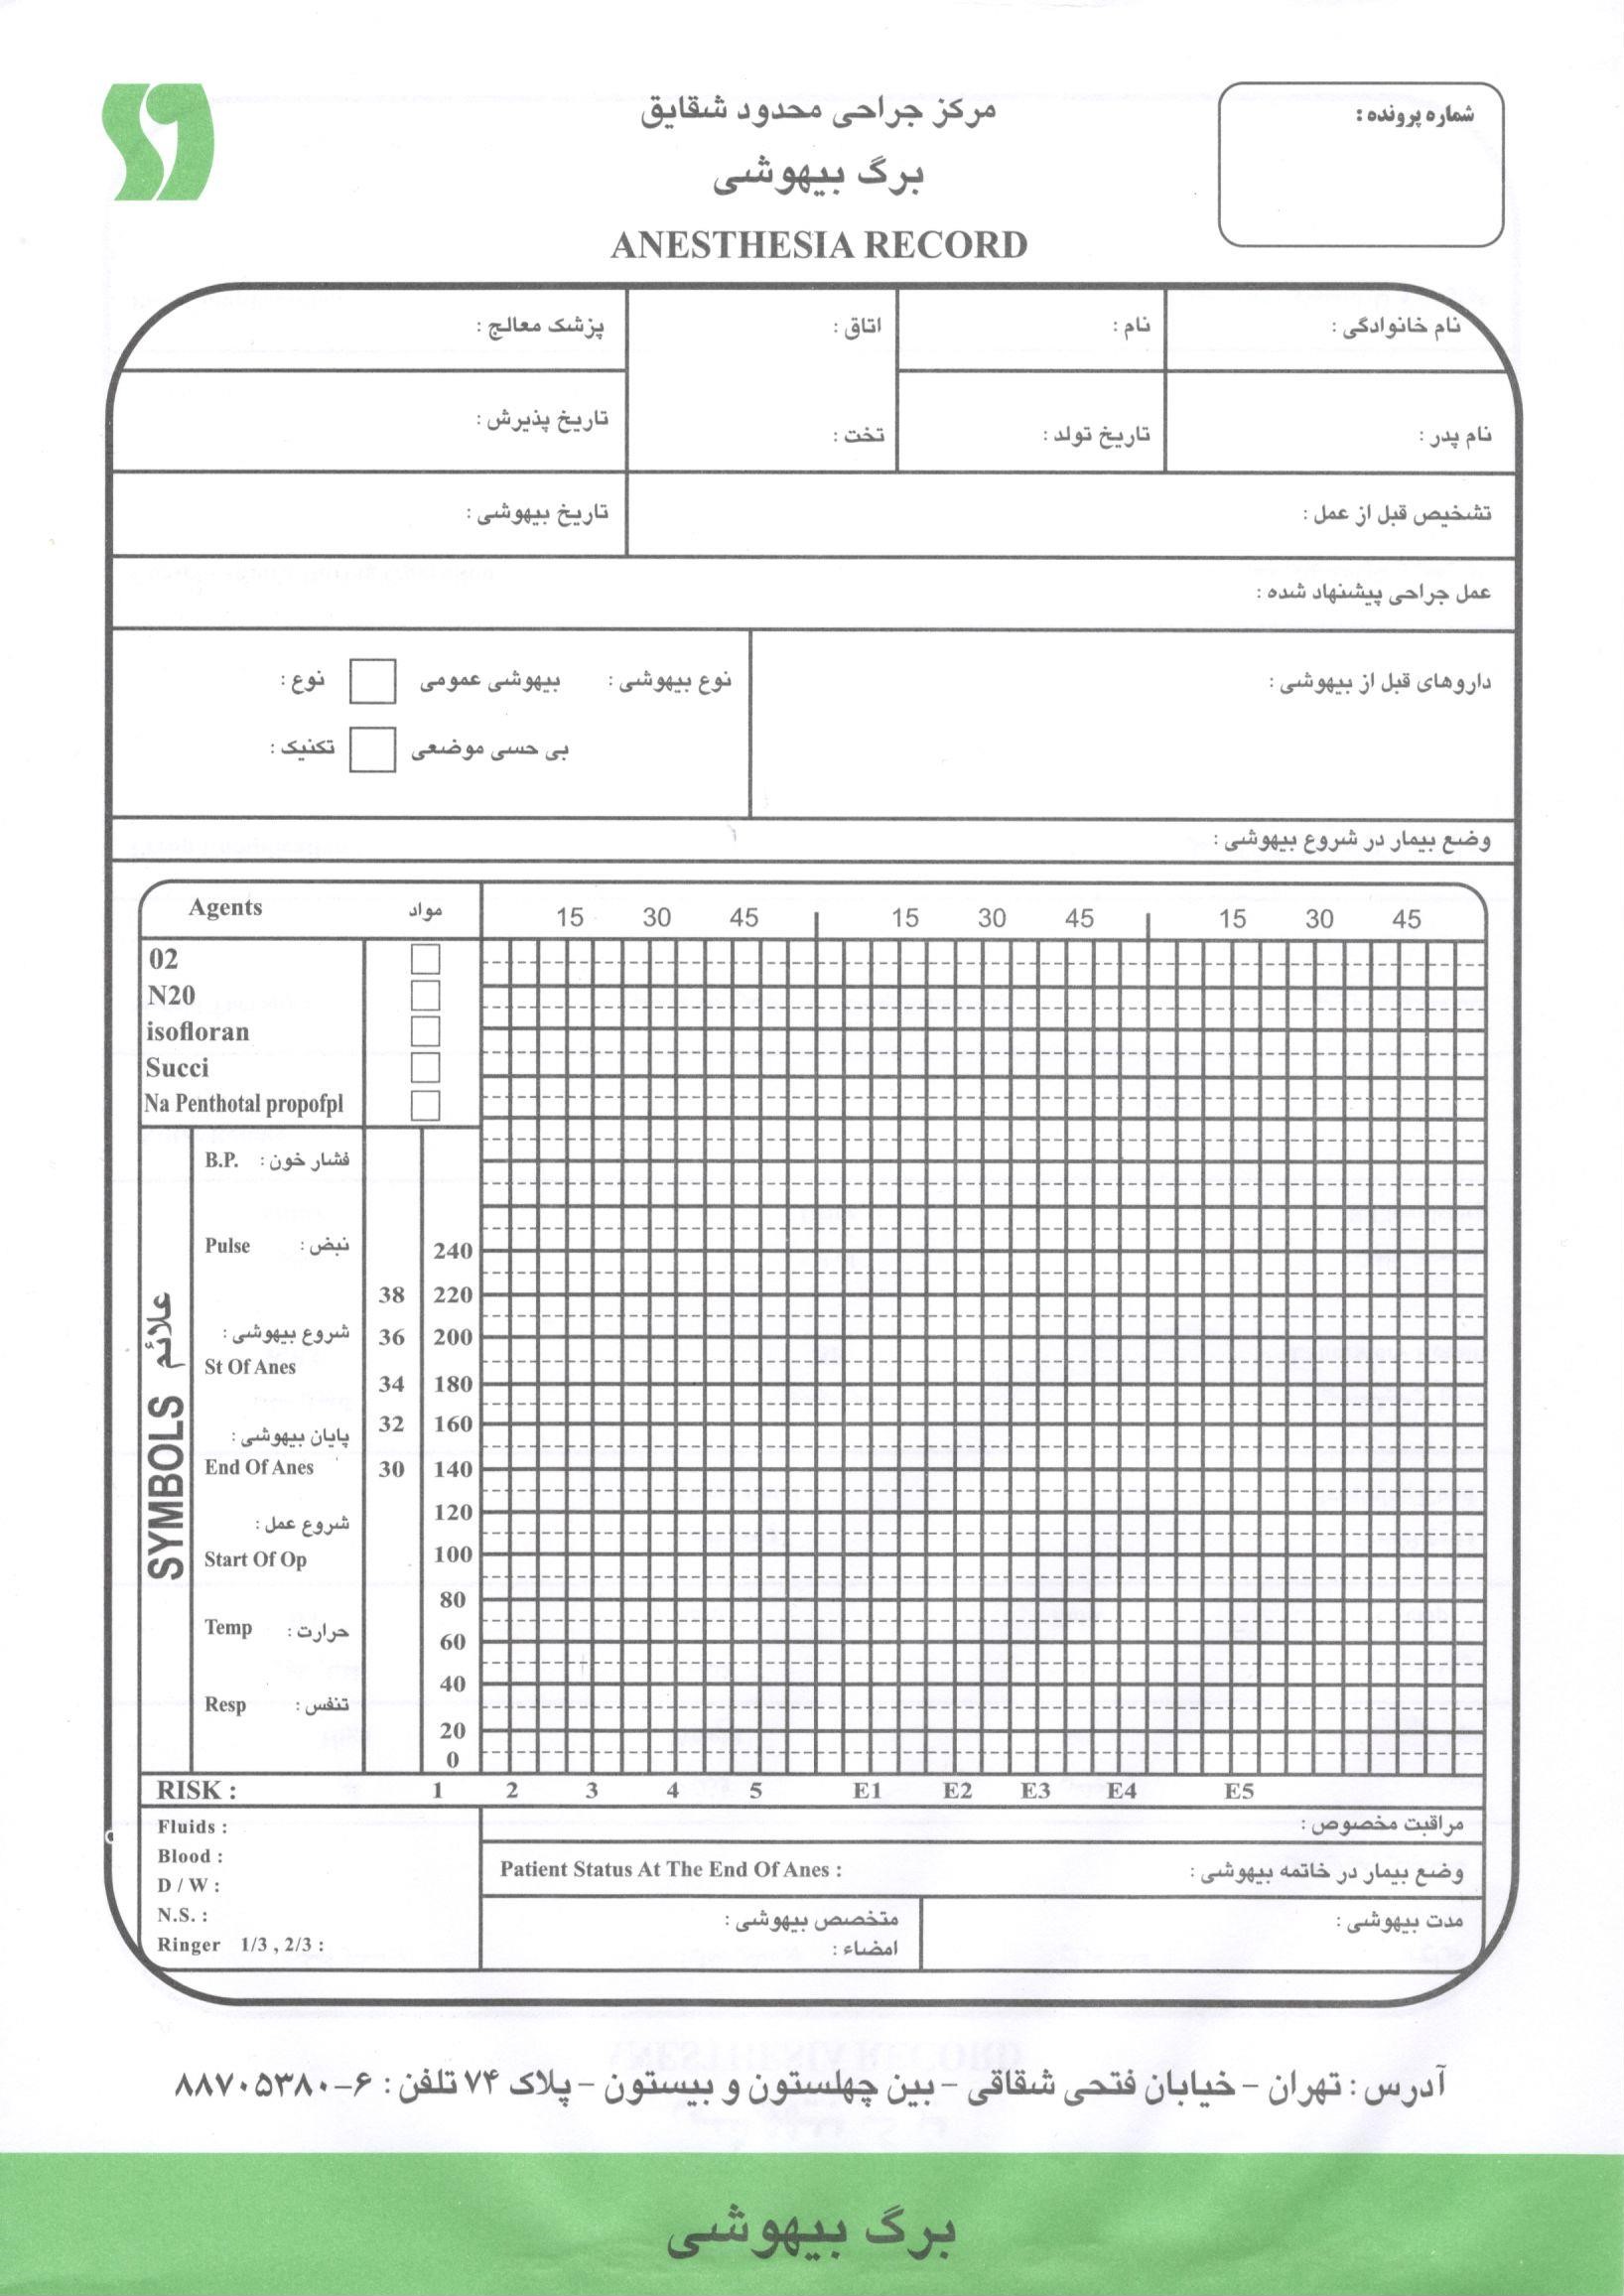 شماره پرونده :
مرکز جراحی محدود شقایق
برگ بیهوشی
ANESTHESIA RECORD
نام خانوادگی :
نام :
اتاق :
پزشک معالج :
نام پدر :
تاریخ تولد :
تخت :
تاریخ پذیرش :
تشخیص قبل از عمل :
تاریخ بیهوشی :
عمل جراحی پیشنهاد شده :
داروهای قبل از بیهوشی :
نوع بیهوشی : بیهوشی عمومی نوع :
بی حسی موضعی تکنیک :
وضع بیمار در شروع بیهوشی :
Agents مواد 15 30 45 15 30 45 15 30 45
02
N20
isofloran
Succi
Na Penthotal propofpl
SYMBOLS علائم
B.P. فشار خون :
Pulse نبض :
شروع بیهوشی :
St Of Anes
پایان بیهوشی :
End Of Anes
شروع عمل :
Start Of Op
Temp حرارت :
Resp تنفس :
240
38 220
36 200
34 180
32 160
30 140
120
100
80
60
40
20
0
RISK : 1 2 3 4 5 E1 E2 E3 E4 E5
Fluids :
Blood :
D / W :
N.S. :
Ringer 1/3 , 2/3 :
مراقبت مخصوص :
Patient Status At The End Of Anes : وضع بیمار در خاتمه بیهوشی :
مدت بیهوشی :
متخصص بیهوشی :
امضاء :
آدرس : تهران - خیابان فتحی شقاقی - بین چهلستون و بیستون - پلاک ۷۴ تلفن : ۶-۸۸۷۰۵۳۸۰
برگ بیهوشی